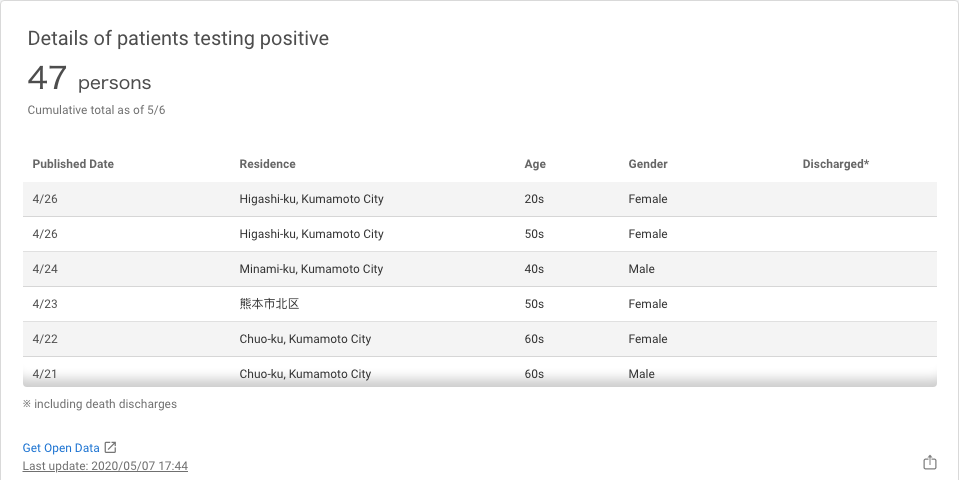 Details of patients testing positive
47 persons
Cumulative total as of 5/6
Published Date Residence Age Gender Discharged*
4/26 Higashi-ku, Kumamoto City 20s Female
4/26 Higashi-ku, Kumamoto City 50s Female
4/24 Minami-ku, Kumamoto City 40s Male
4/23 熊本市北区 50s Female
4/22 Chuo-ku, Kumamoto City 60s Female
4/21 Chuo-ku, Kumamoto City 60s Male
※ including death discharges
Get Open Data
Last update: 2020/05/07 17:44